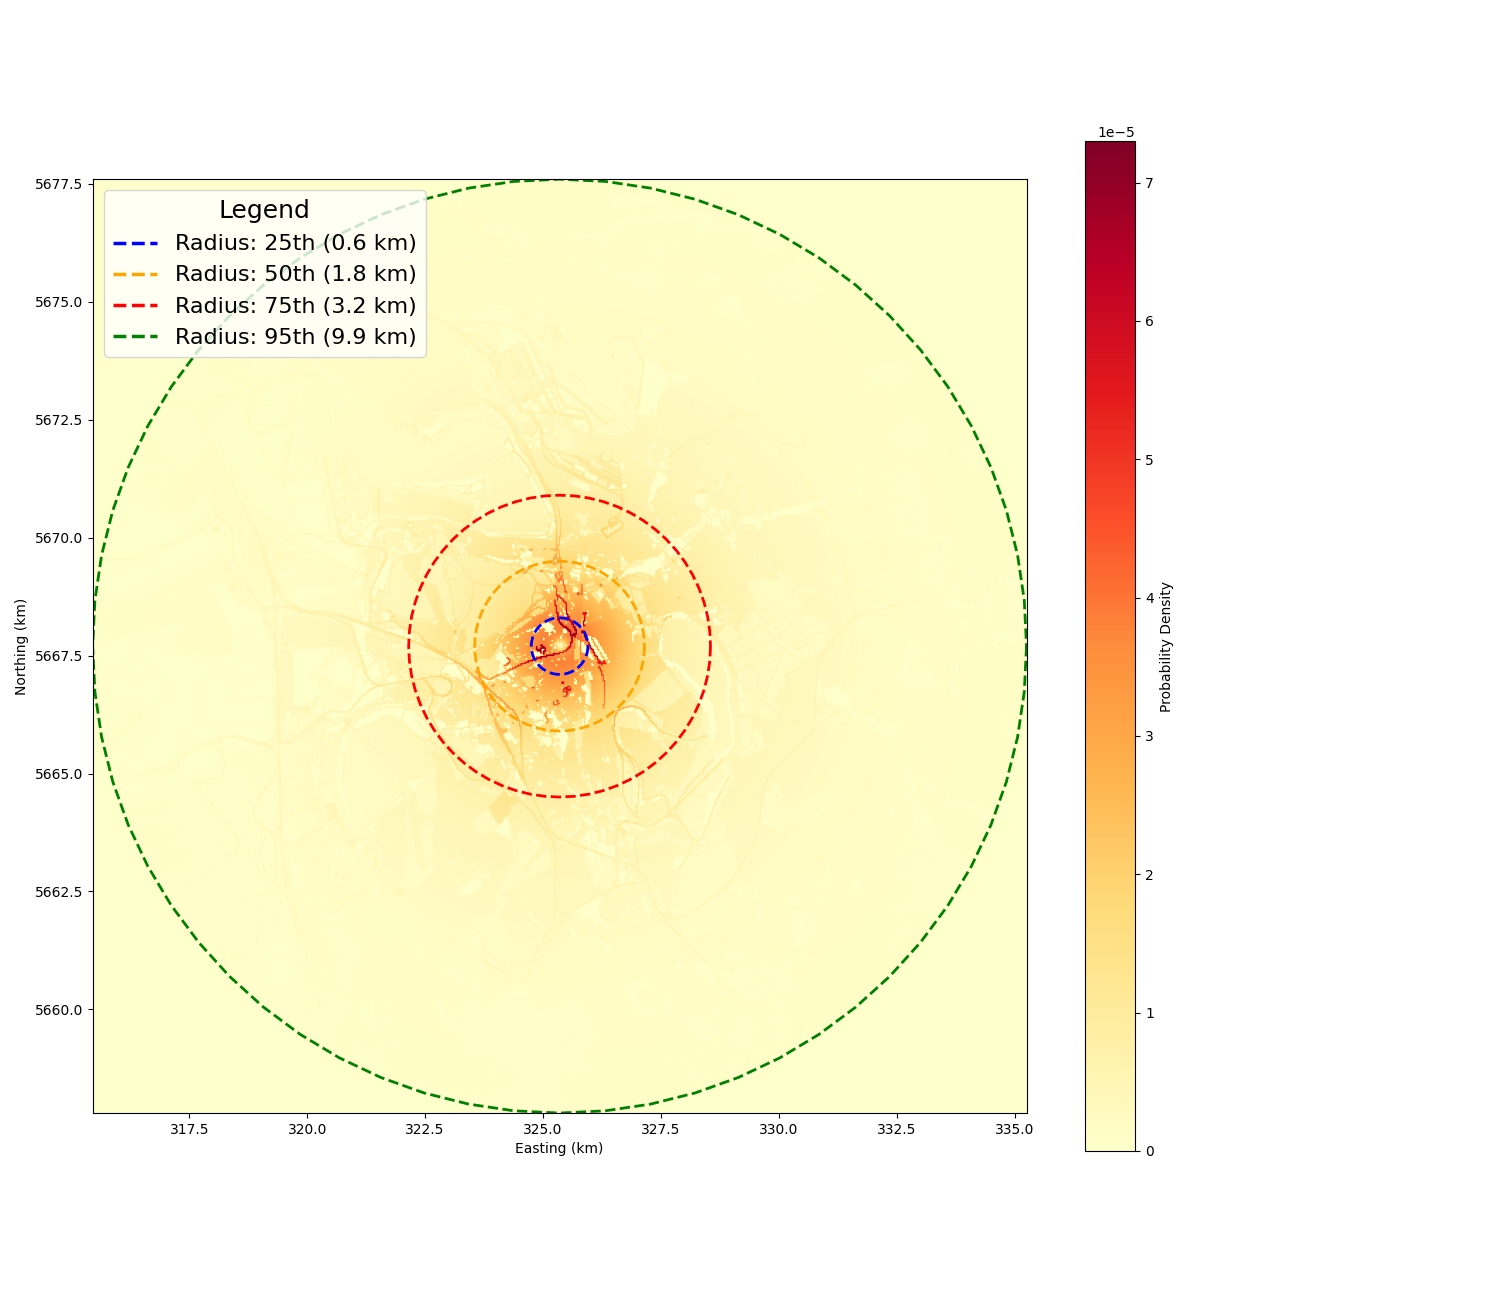 1e−5
Legend
Radius: 25th (0.6 km)
Radius: 50th (1.8 km)
Radius: 75th (3.2 km)
Radius: 95th (9.9 km)
5677.5
5675.0
5672.5
5670.0
5667.5
5665.0
5662.5
5660.0
Northing (km)
317.5
320.0
322.5
325.0
327.5
330.0
332.5
335.0
Easting (km)
7
6
5
4
3
2
1
0
Probability Density